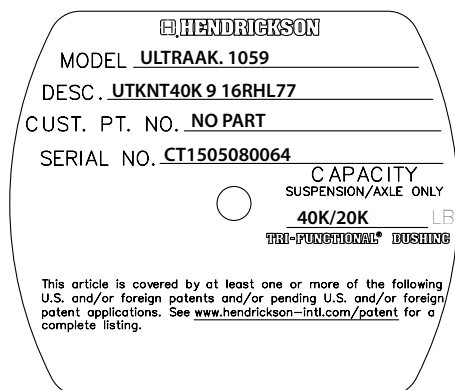 HENDRICKSON
MODEL ULTRAAK. 1059
DESC. UTKNT40K 9 16RHL77
CUST. PT. NO. NO PART
SERIAL NO. CT1505080064
CAPACITY
SUSPENSION/AXLE ONLY
40K/20K LB
TRI-FUNCTIONAL® BUSHING
This article is covered by at least one or more of the following
U.S. and/or foreign patents and/or pending U.S. and/or foreign
patent applications. See www.hendrickson-intl.com/patent for a
complete listing.